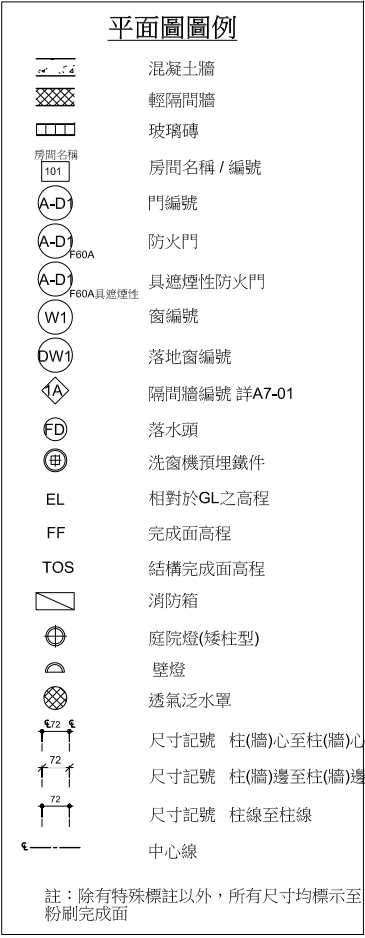 平面圖圖例
混凝土牆
輕隔間牆
玻璃磚
房間名稱
101 房間名稱 / 編號
A-D1 門編號
A-D1 防火門
F60A
A-D1 具遮煙性防火門
F60A具遮煙性
W1 窗編號
DW1 落地窗編號
1A 隔間牆編號 詳A7-01
FD 落水頭
洗窗機預埋鐵件
EL 相對於GL之高程
FF 完成面高程
TOS 結構完成面高程
消防箱
庭院燈(矮柱型)
壁燈
透氣泛水罩
℄ 72 ℄
尺寸記號 柱(牆)心至柱(牆)心
72
尺寸記號 柱(牆)邊至柱(牆)邊
72
尺寸記號 柱線至柱線
℄ 中心線
註：除有特殊標註以外，所有尺寸均標示至
粉刷完成面